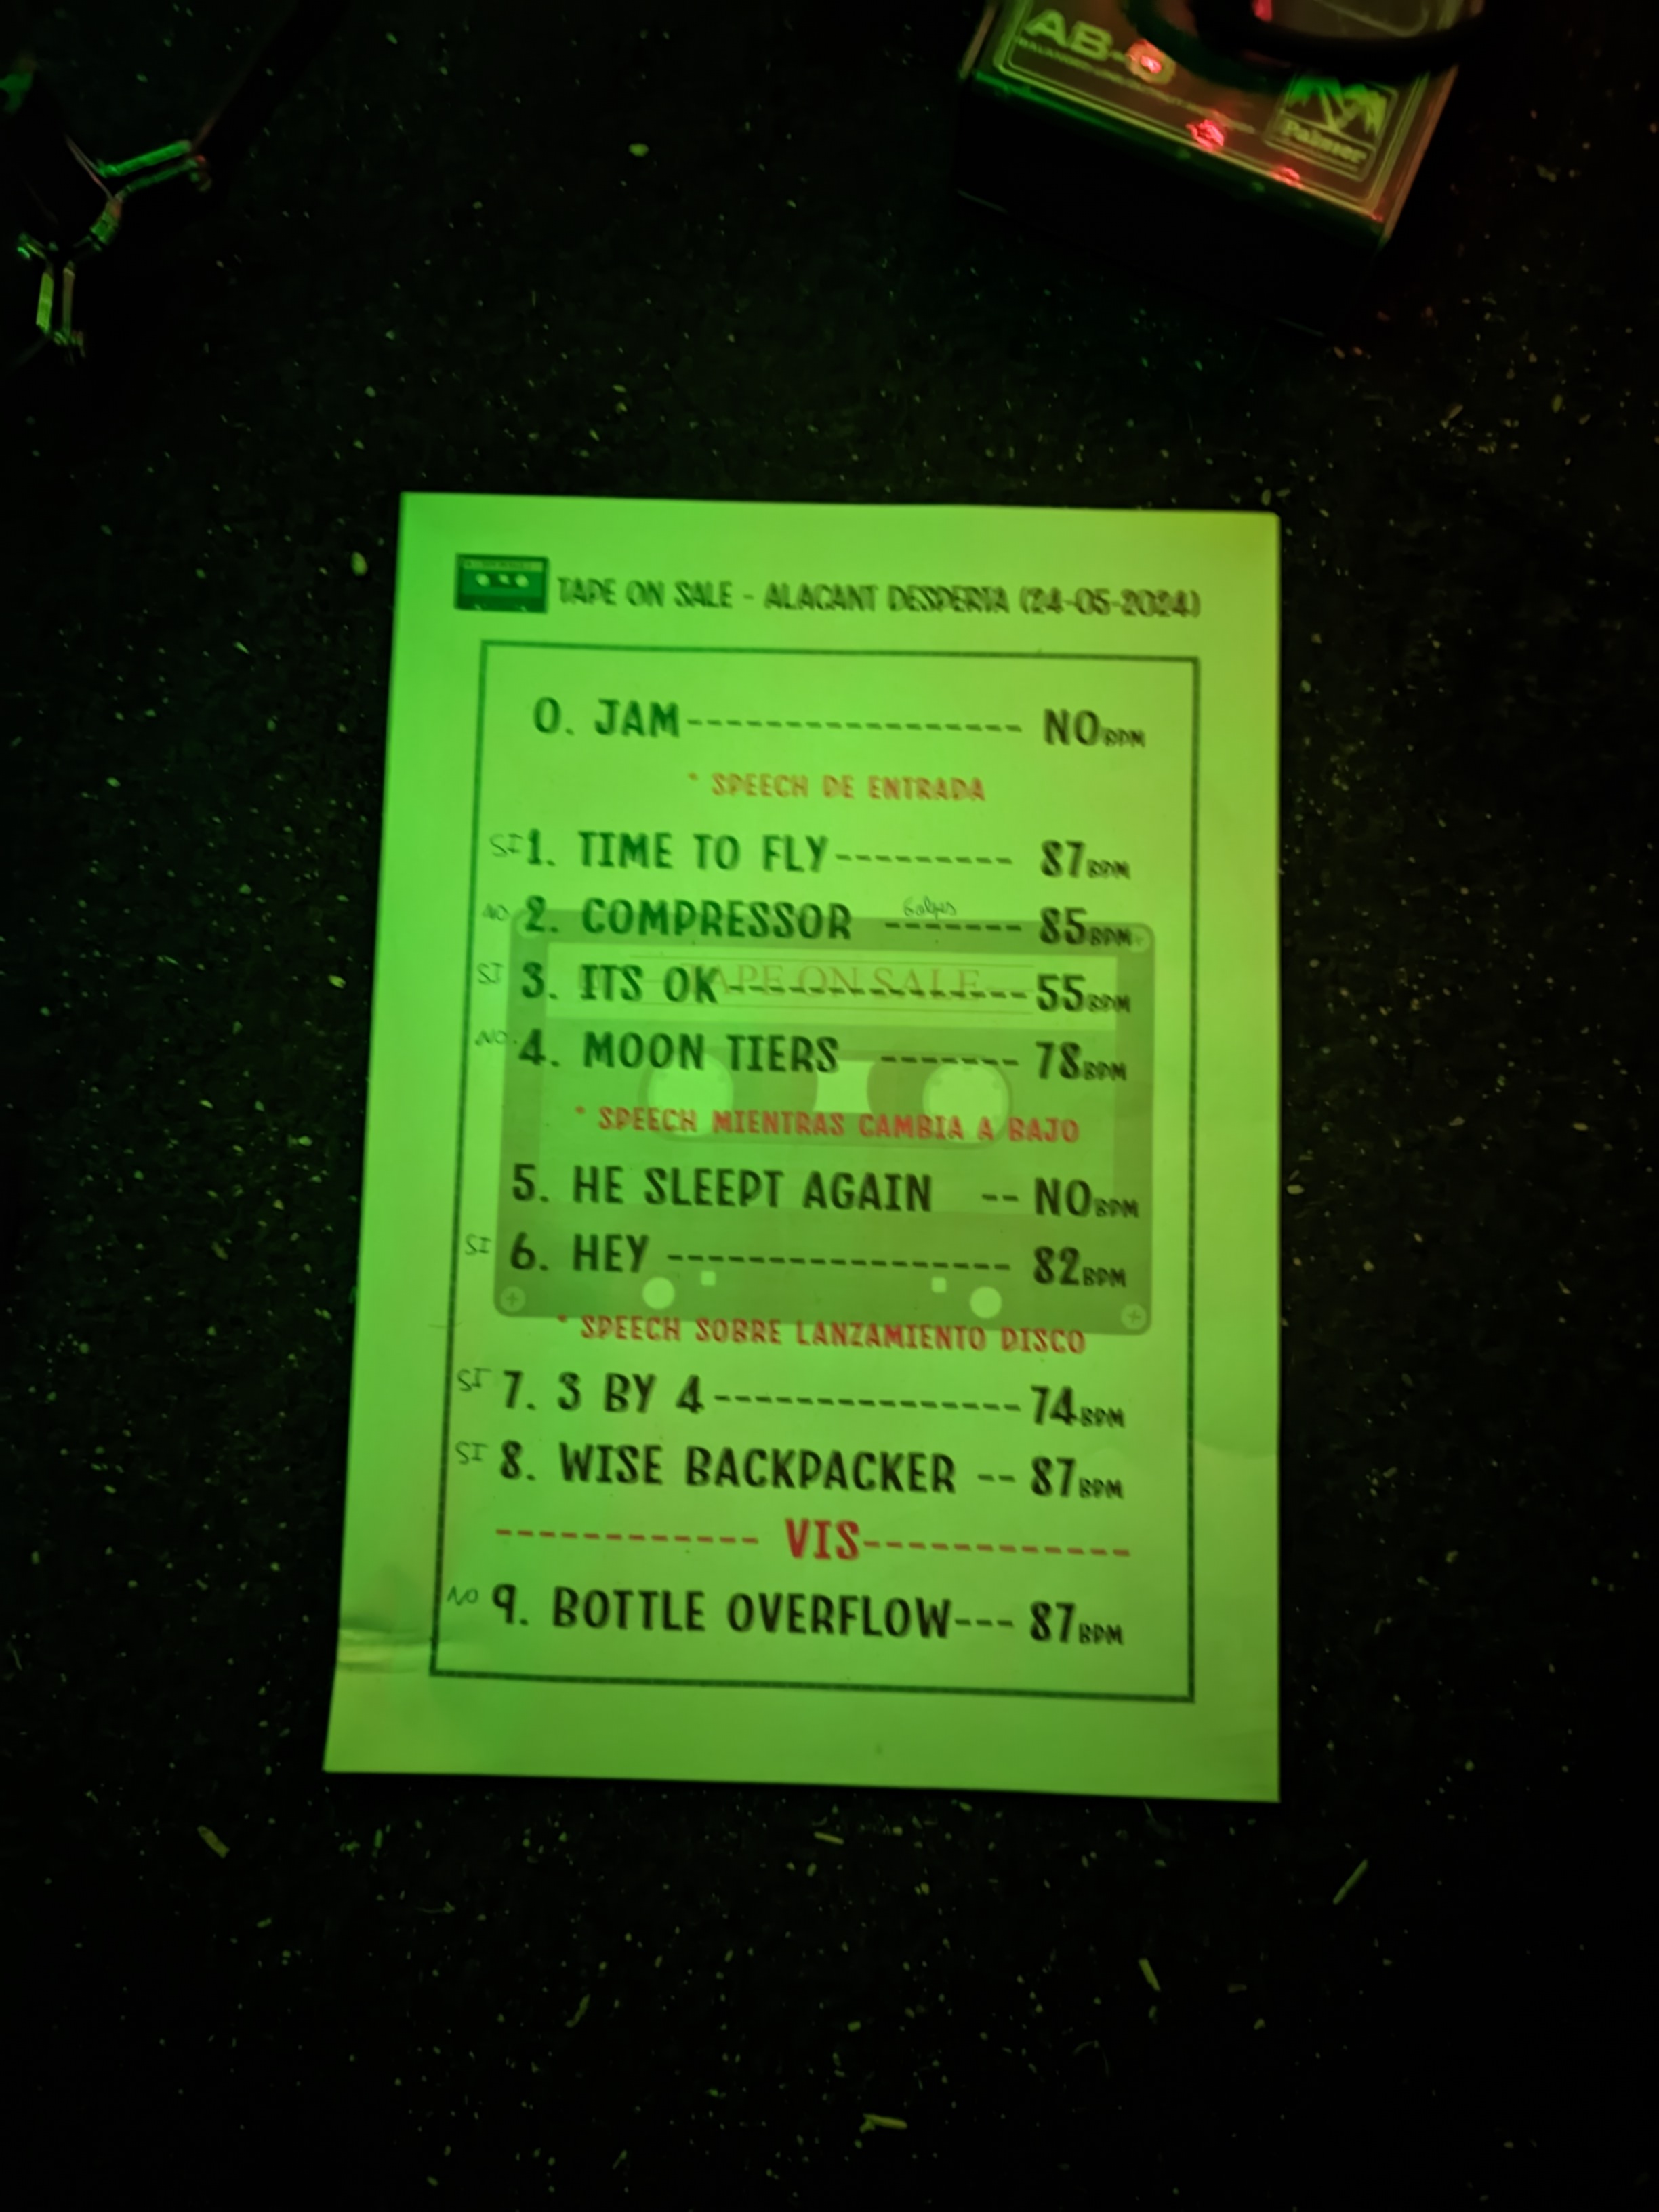 AB-
Palmer
TAPE ON SALE - ALACANT DESPERTA (24-05-2024)
0. JAM---------------- NO BPM
* SPEECH DE ENTRADA
SI 1. TIME TO FLY--------- 87 BPM
NO 2. COMPRESSOR Golpes ------- 85 BPM
TAPE ON SALE
SI 3. ITS OK--------------- 55 BPM
NO 4. MOON TIERS ------- 78 BPM
* SPEECH MIENTRAS CAMBIA A BAJO
5. HE SLEEPT AGAIN -- NO BPM
SI 6. HEY ---------------- 82 BPM
* SPEECH SOBRE LANZAMIENTO DISCO
SI 7. 3 BY 4--------------- 74 BPM
SI 8. WISE BACKPACKER -- 87 BPM
------------ VIS-------------
NO 9. BOTTLE OVERFLOW--- 87 BPM